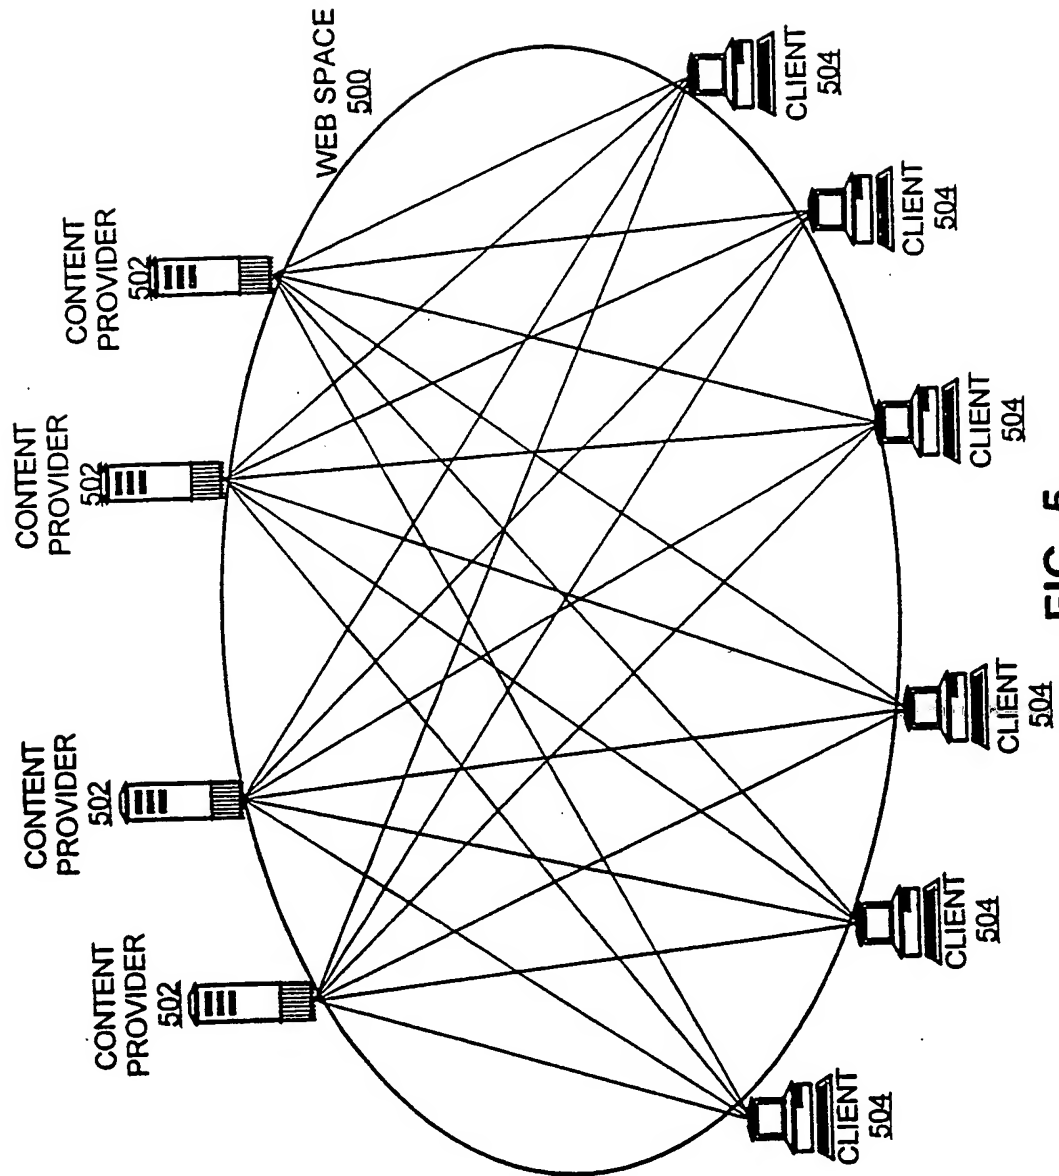 CONTENT
PROVIDER
502
CONTENT
PROVIDER
502
CONTENT
PROVIDER
502
CONTENT
PROVIDER
502
WEB SPACE
500
CLIENT
504
CLIENT
504
CLIENT
504
CLIENT
504
CLIENT
504
CLIENT
504
FIG. 5